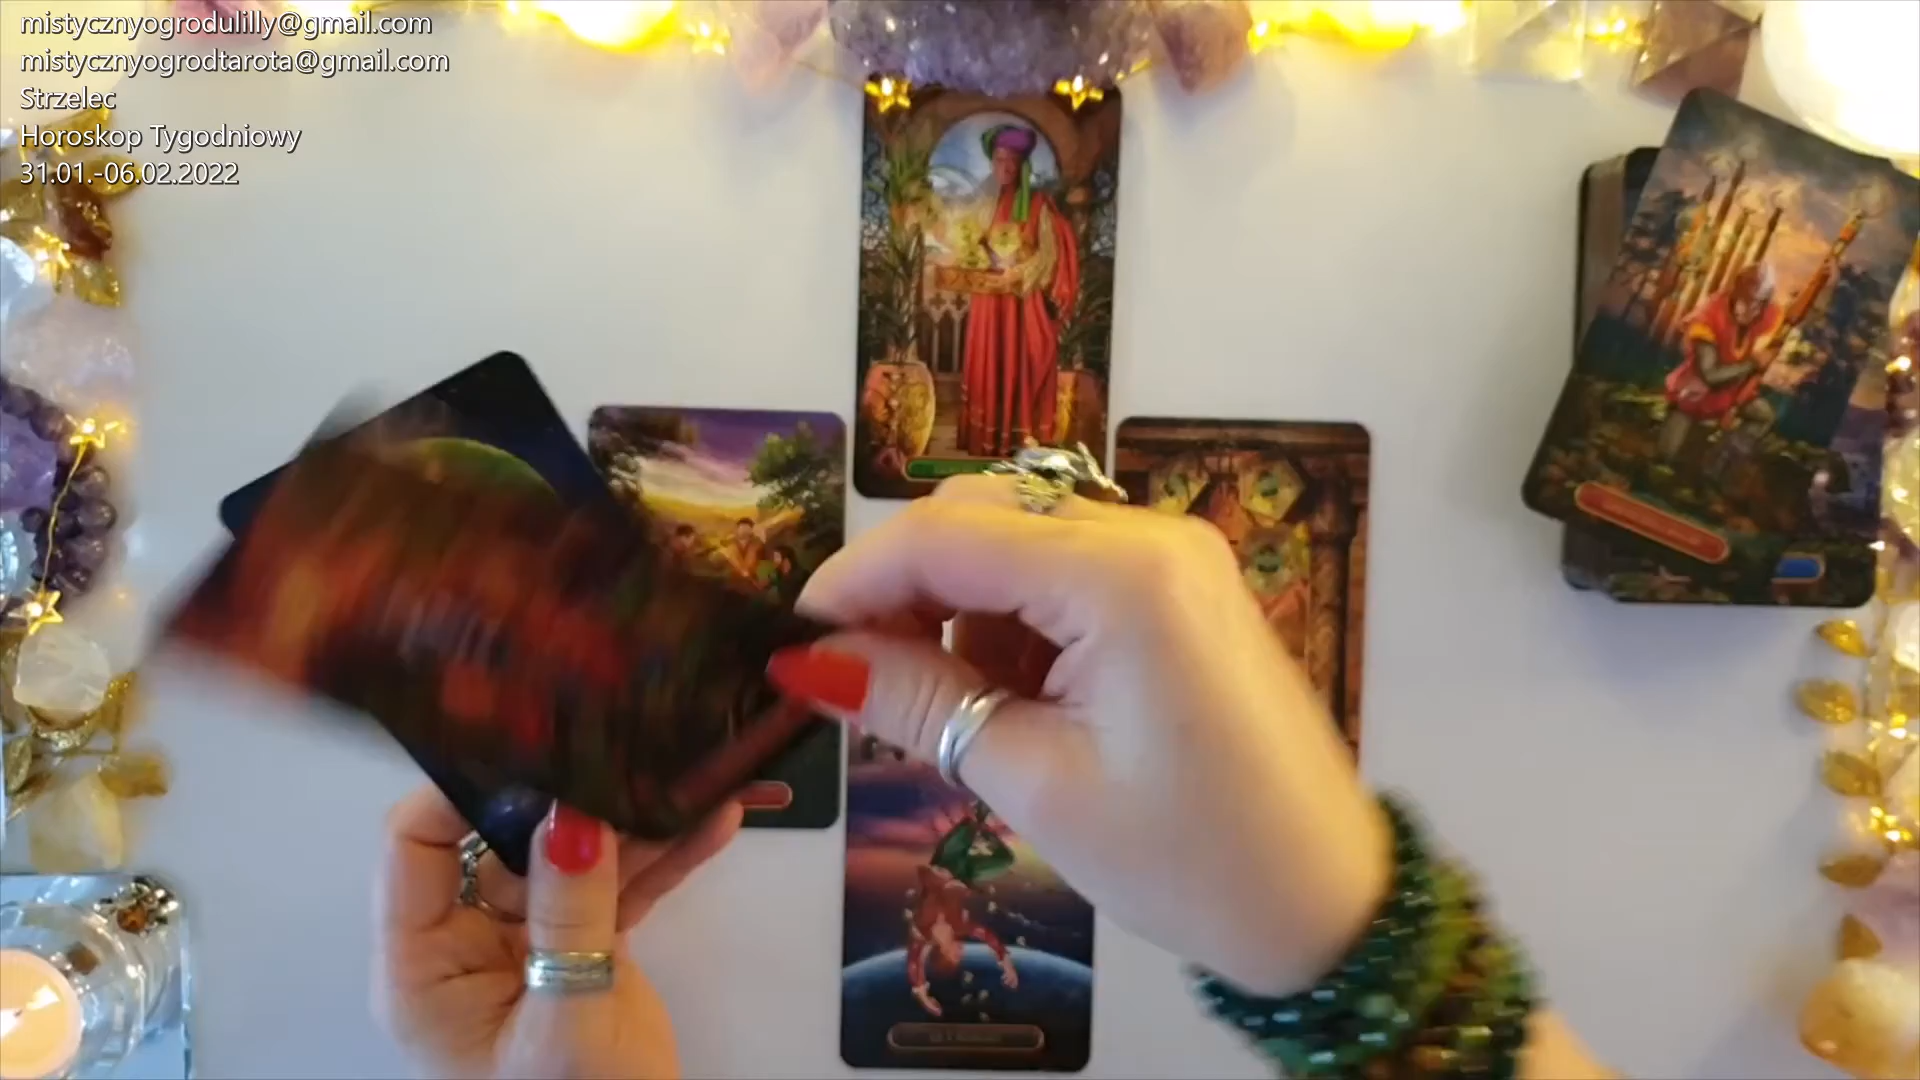 mistycznyogrodulilly@gmail.com
mistycznyogrodtarota@gmail.com
Strzelec
Horoskop Tygodniowy
31.01.-06.02.2022